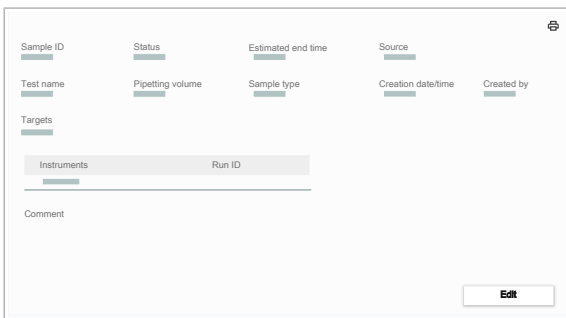 Sample ID Status Estimated end time Source
Test name Pipetting volume Sample type Creation date/time Created by
Targets
Instruments Run ID
Comment
Edit